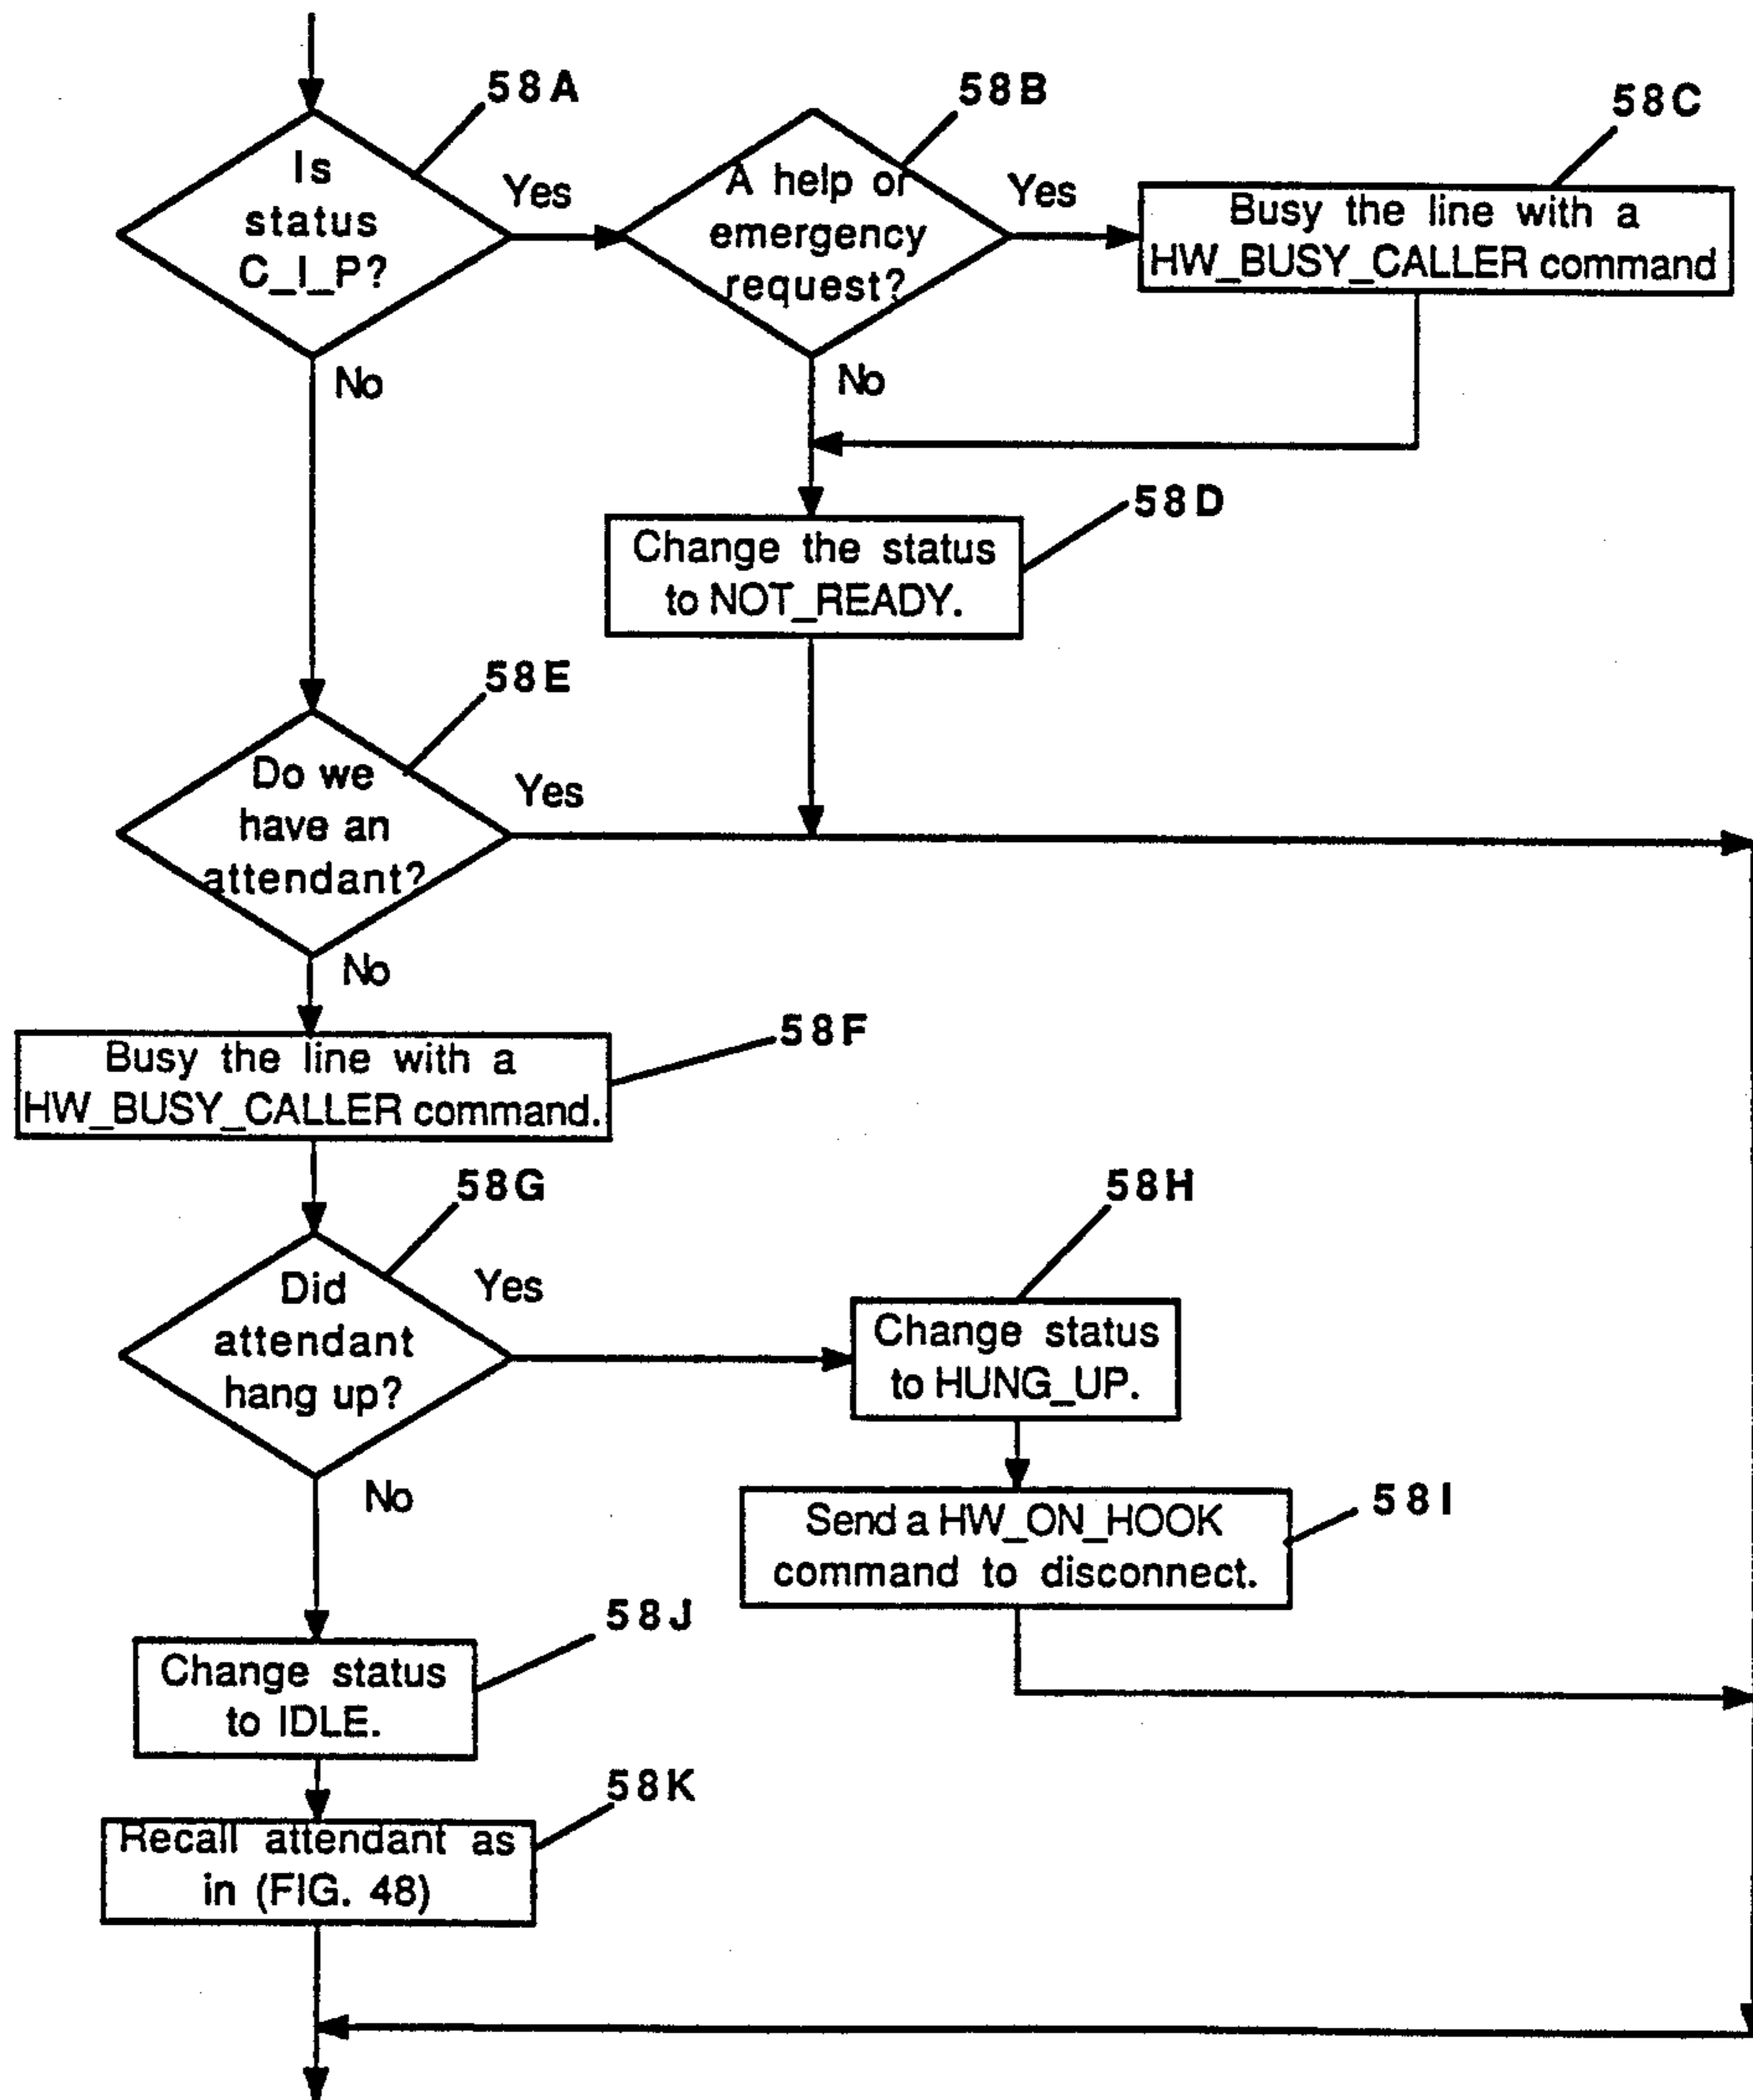 58A
Is
status
C_I_P?
Yes
No
58B
A help or
emergency
request?
Yes
No
58C
Busy the line with a
HW_BUSY_CALLER command
58D
Change the status
to NOT_READY.
58E
Do we
have an
attendant?
Yes
No
58F
Busy the line with a
HW_BUSY_CALLER command.
58G
Did
attendant
hang up?
Yes
No
58H
Change status
to HUNG_UP.
58I
Send a HW_ON_HOOK
command to disconnect.
58J
Change status
to IDLE.
58K
Recall attendant as
in (FIG. 48)